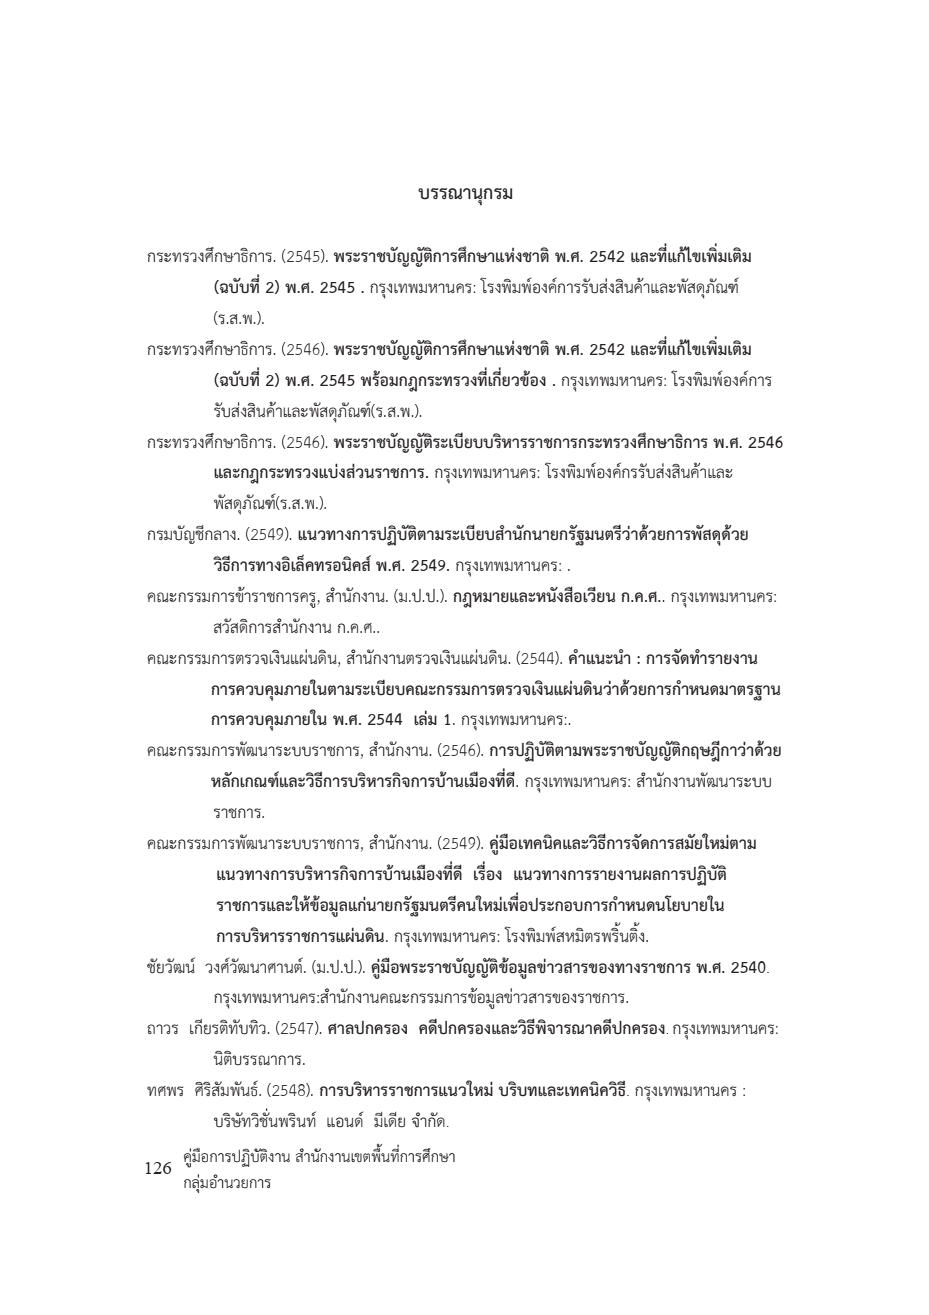 บรรณานุกรม
กระทรวงศึกษาธิการ. (2545). พระราชบัญญัติการศึกษาแห่งชาติ พ.ศ. 2542 และที่แก้ไขเพิ่มเติม
(ฉบับที่ 2) พ.ศ. 2545 . กรุงเทพมหานคร: โรงพิมพ์องค์การรับส่งสินค้าและพัสดุภัณฑ์
(ร.ส.พ.).
กระทรวงศึกษาธิการ. (2546). พระราชบัญญัติการศึกษาแห่งชาติ พ.ศ. 2542 และที่แก้ไขเพิ่มเติม
(ฉบับที่ 2) พ.ศ. 2545 พร้อมกฎกระทรวงที่เกี่ยวข้อง . กรุงเทพมหานคร: โรงพิมพ์องค์การ
รับส่งสินค้าและพัสดุภัณฑ์(ร.ส.พ.).
กระทรวงศึกษาธิการ. (2546). พระราชบัญญัติระเบียบบริหารราชการกระทรวงศึกษาธิการ พ.ศ. 2546
และกฎกระทรวงแบ่งส่วนราชการ. กรุงเทพมหานคร: โรงพิมพ์องค์กรรับส่งสินค้าและ
พัสดุภัณฑ์(ร.ส.พ.).
กรมบัญชีกลาง. (2549). แนวทางการปฏิบัติตามระเบียบสำนักนายกรัฐมนตรีว่าด้วยการพัสดุด้วย
วิธีการทางอิเล็คทรอนิคส์ พ.ศ. 2549. กรุงเทพมหานคร: .
คณะกรรมการข้าราชการครู, สำนักงาน. (ม.ป.ป.). กฎหมายและหนังสือเวียน ก.ค.ศ.. กรุงเทพมหานคร:
สวัสดิการสำนักงาน ก.ค.ศ..
คณะกรรมการตรวจเงินแผ่นดิน, สำนักงานตรวจเงินแผ่นดิน. (2544). คำแนะนำ : การจัดทำรายงาน
การควบคุมภายในตามระเบียบคณะกรรมการตรวจเงินแผ่นดินว่าด้วยการกำหนดมาตรฐาน
การควบคุมภายใน พ.ศ. 2544  เล่ม 1. กรุงเทพมหานคร:.
คณะกรรมการพัฒนาระบบราชการ, สำนักงาน. (2546). การปฏิบัติตามพระราชบัญญัติกฤษฎีกาว่าด้วย
หลักเกณฑ์และวิธีการบริหารกิจการบ้านเมืองที่ดี. กรุงเทพมหานคร: สำนักงานพัฒนาระบบ
ราชการ.
คณะกรรมการพัฒนาระบบราชการ, สำนักงาน. (2549). คู่มือเทคนิคและวิธีการจัดการสมัยใหม่ตาม
แนวทางการบริหารกิจการบ้านเมืองที่ดี  เรื่อง  แนวทางการรายงานผลการปฏิบัติ
ราชการและให้ข้อมูลแก่นายกรัฐมนตรีคนใหม่เพื่อประกอบการกำหนดนโยบายใน
การบริหารราชการแผ่นดิน. กรุงเทพมหานคร: โรงพิมพ์สหมิตรพริ้นติ้ง.
ชัยวัฒน์  วงศ์วัฒนาศานต์. (ม.ป.ป.). คู่มือพระราชบัญญัติข้อมูลข่าวสารของทางราชการ พ.ศ. 2540.
กรุงเทพมหานคร:สำนักงานคณะกรรมการข้อมูลข่าวสารของราชการ.
ถาวร  เกียรติทับทิว. (2547). ศาลปกครอง  คดีปกครองและวิธีพิจารณาคดีปกครอง. กรุงเทพมหานคร:
นิติบรรณาการ.
ทศพร  ศิริสัมพันธ์. (2548). การบริหารราชการแนวใหม่ บริบทและเทคนิควิธี. กรุงเทพมหานคร :
บริษัทวิชั่นพรินท์  แอนด์  มีเดีย จำกัด.
126 คู่มือการปฏิบัติงาน สำนักงานเขตพื้นที่การศึกษา
กลุ่มอำนวยการ